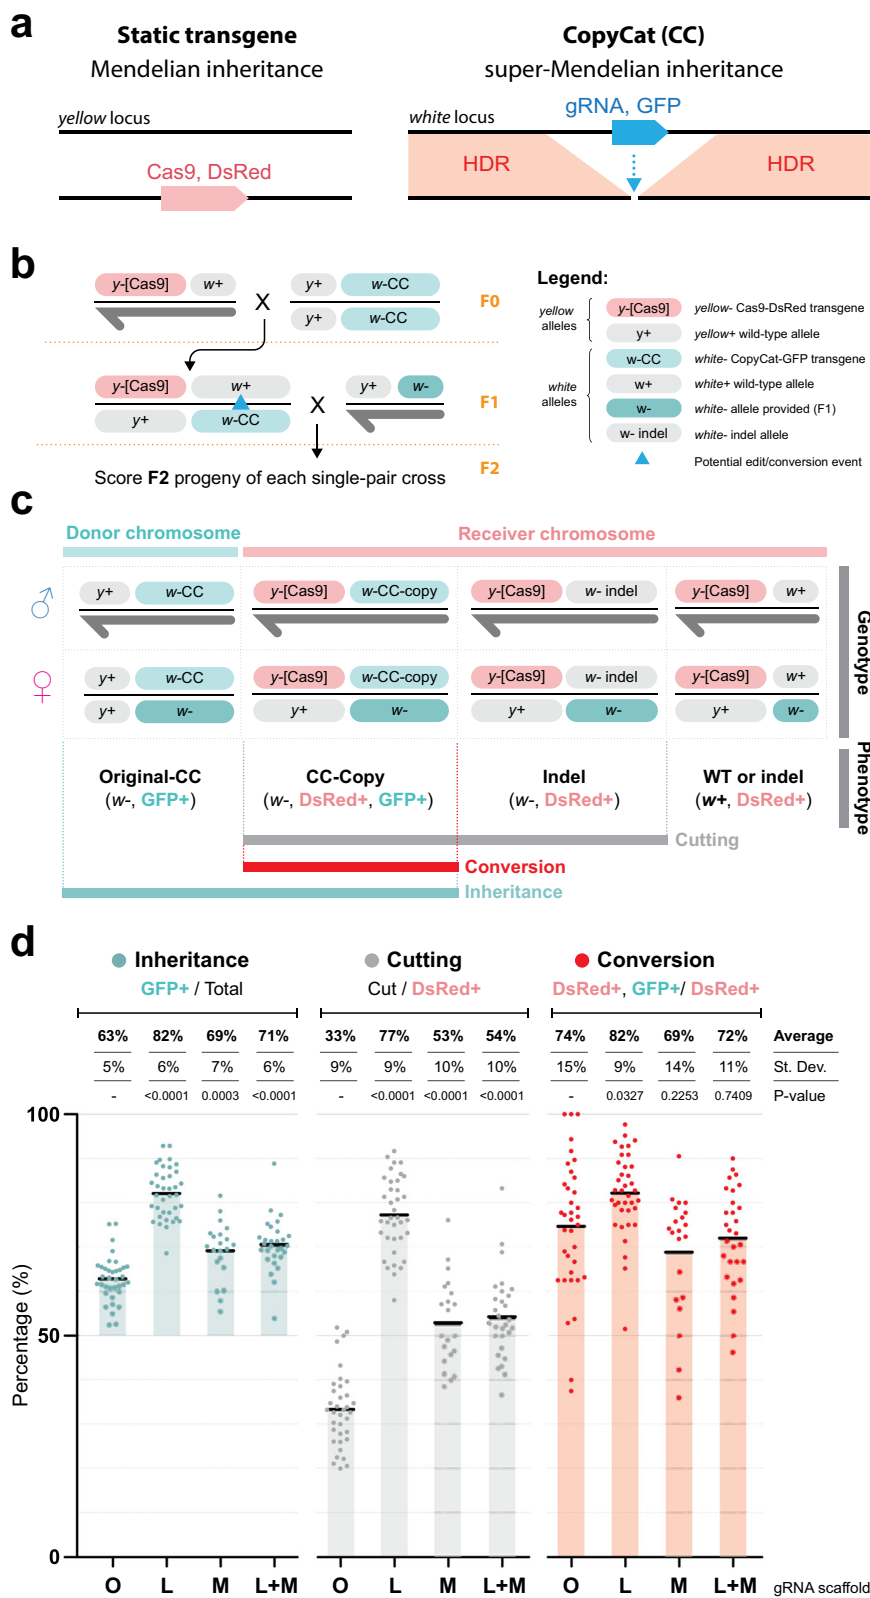 a
Static transgene
Mendelian inheritance
CopyCat (CC)
super-Mendelian inheritance
yellow locus
Cas9, DsRed
white locus
gRNA, GFP
HDR
HDR
b
y-[Cas9] w+ X y+ w-CC
y+ w-CC
F0
y-[Cas9] w+ X y+ w-
y+ w-CC
F1
F2
Score F2 progeny of each single-pair cross
Legend:
yellow alleles
y-[Cas9] yellow- Cas9-DsRed transgene
y+ yellow+ wild-type allele
white alleles
w-CC white- CopyCat-GFP transgene
w+ white+ wild-type allele
w- white- allele provided (F1)
w- indel white- indel allele
Potential edit/conversion event
c
Donor chromosome Receiver chromosome
♂
y+ w-CC y-[Cas9] w-CC-copy y-[Cas9] w- indel y-[Cas9] w+
♀
y+ w-CC y-[Cas9] w-CC-copy y-[Cas9] w- indel y-[Cas9] w+
y+ w- y+ w- y+ w- y+ w-
Genotype
Original-CC CC-Copy Indel WT or indel
(w-, GFP+) (w-, DsRed+, GFP+) (w-, DsRed+) (w+, DsRed+)
Phenotype
Cutting
Conversion
Inheritance
d
Inheritance Cutting Conversion
GFP+ / Total Cut / DsRed+ DsRed+, GFP+/ DsRed+
63% 82% 69% 71% 33% 77% 53% 54% 74% 82% 69% 72% Average
5% 6% 7% 6% 9% 9% 10% 10% 15% 9% 14% 11% St. Dev.
- <0.0001 0.0003 <0.0001 - <0.0001 <0.0001 <0.0001 - 0.0327 0.2253 0.7409 P-value
100
50
0
Percentage (%)
O L M L+M O L M L+M O L M L+M gRNA scaffold